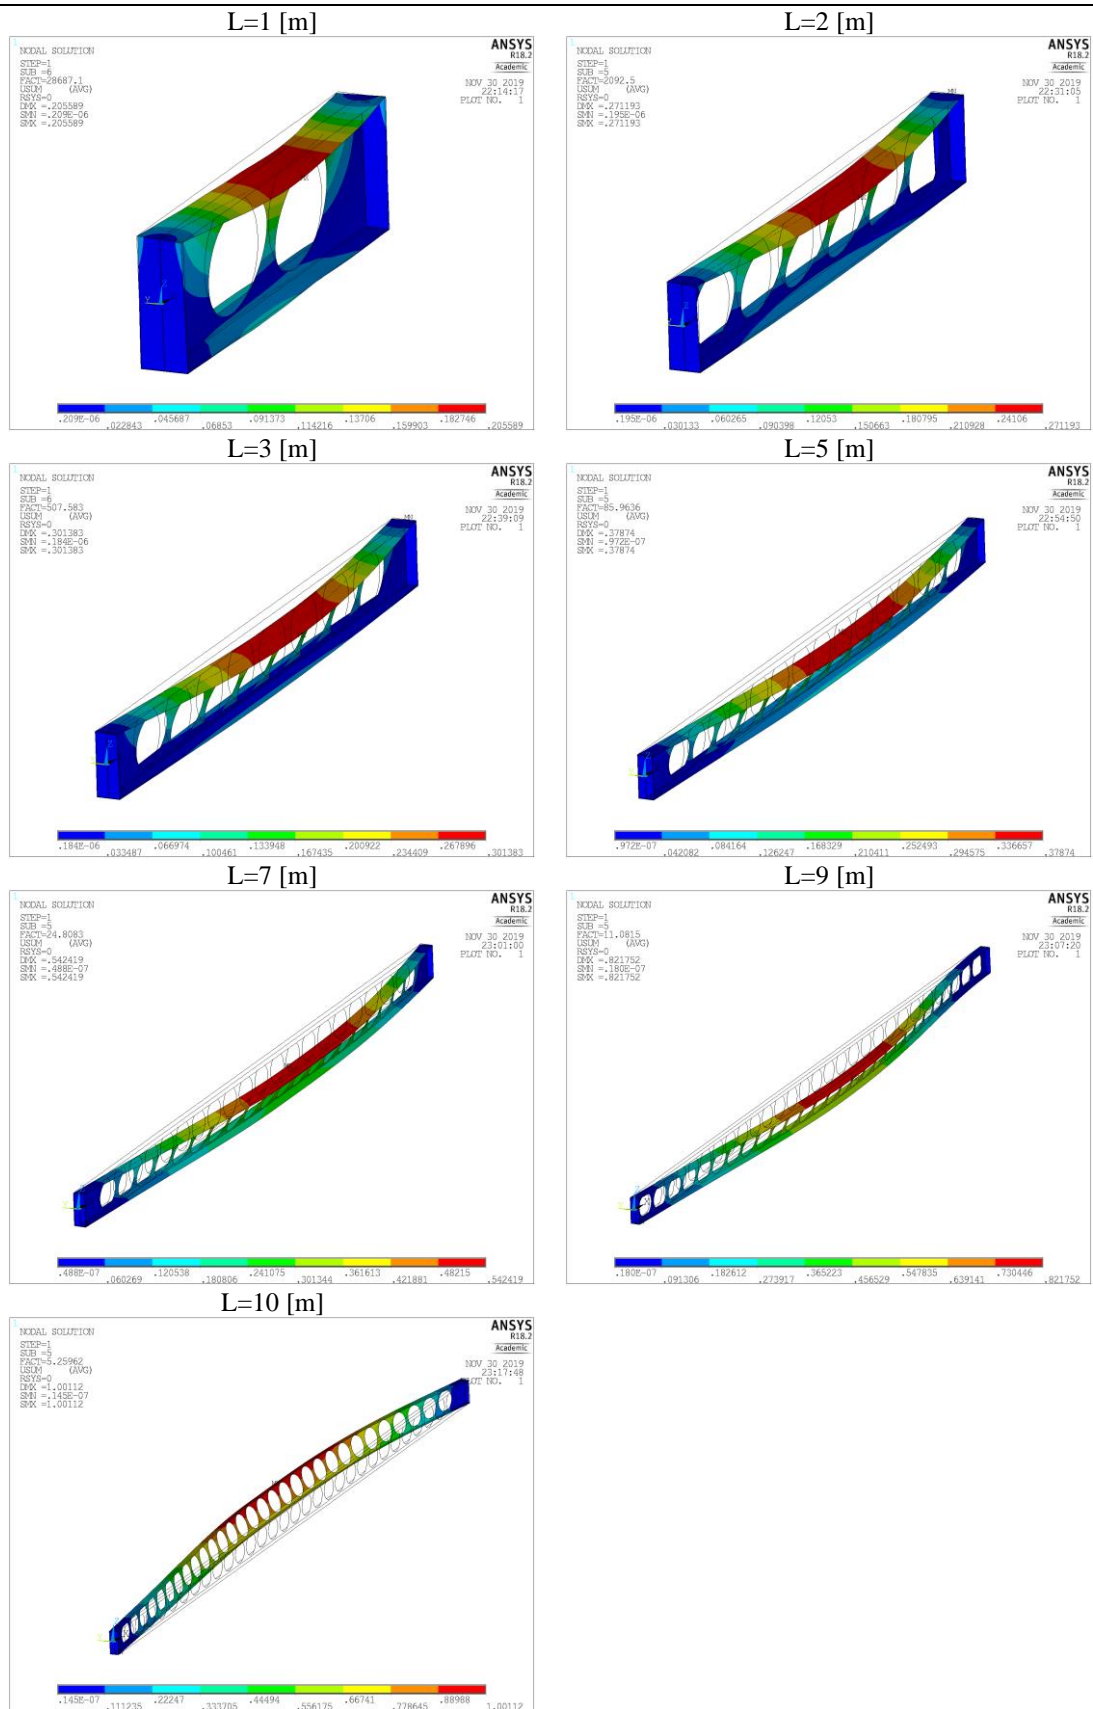 L=1 [m]
1
NODAL SOLUTION
STEP=1
SUB =6
FACT=28687.1
USUM (AVG)
RSYS=0
DMX =.205589
SMN =.209E-06
SMX =.205589
ANSYS
R18.2
Academic
NOV 30 2019
22:14:17
PLOT NO. 1
.209E-06
.022843
.045687
.06853
.091373
.114216
.13706
.159903
.182746
.205589
L=2 [m]
1
NODAL SOLUTION
STEP=1
SUB =5
FACT=2092.5
USUM (AVG)
RSYS=0
DMX =.271193
SMN =.195E-06
SMX =.271193
ANSYS
R18.2
Academic
NOV 30 2019
22:31:05
PLOT NO. 1
.195E-06
.030133
.060265
.090398
.12053
.150663
.180795
.210928
.24106
.271193
L=3 [m]
1
NODAL SOLUTION
STEP=1
SUB =6
FACT=507.583
USUM (AVG)
RSYS=0
DMX =.301383
SMN =.184E-06
SMX =.301383
ANSYS
R18.2
Academic
NOV 30 2019
22:39:09
PLOT NO. 1
.184E-06
.033487
.066974
.100461
.133948
.167435
.200922
.234409
.267896
.301383
L=5 [m]
1
NODAL SOLUTION
STEP=1
SUB =5
FACT=85.9636
USUM (AVG)
RSYS=0
DMX =.37874
SMN =.972E-07
SMX =.37874
ANSYS
R18.2
Academic
NOV 30 2019
22:54:50
PLOT NO. 1
.972E-07
.042082
.084164
.126247
.168329
.210411
.252493
.294575
.336657
.37874
L=7 [m]
1
NODAL SOLUTION
STEP=1
SUB =5
FACT=24.8083
USUM (AVG)
RSYS=0
DMX =.542419
SMN =.488E-07
SMX =.542419
ANSYS
R18.2
Academic
NOV 30 2019
23:01:00
PLOT NO. 1
.488E-07
.060269
.120538
.180806
.241075
.301344
.361613
.421881
.48215
.542419
L=9 [m]
1
NODAL SOLUTION
STEP=1
SUB =5
FACT=11.0815
USUM (AVG)
RSYS=0
DMX =.821752
SMN =.180E-07
SMX =.821752
ANSYS
R18.2
Academic
NOV 30 2019
23:07:20
PLOT NO. 1
.180E-07
.091306
.182612
.273917
.365223
.456529
.547835
.639141
.730446
.821752
L=10 [m]
1
NODAL SOLUTION
STEP=1
SUB =5
FACT=5.25962
USUM (AVG)
RSYS=0
DMX =1.00112
SMN =.145E-07
SMX =1.00112
ANSYS
R18.2
Academic
NOV 30 2019
23:17:48
PLOT NO. 1
.145E-07
.111235
.22247
.333705
.44494
.556175
.66741
.778645
.88988
1.00112